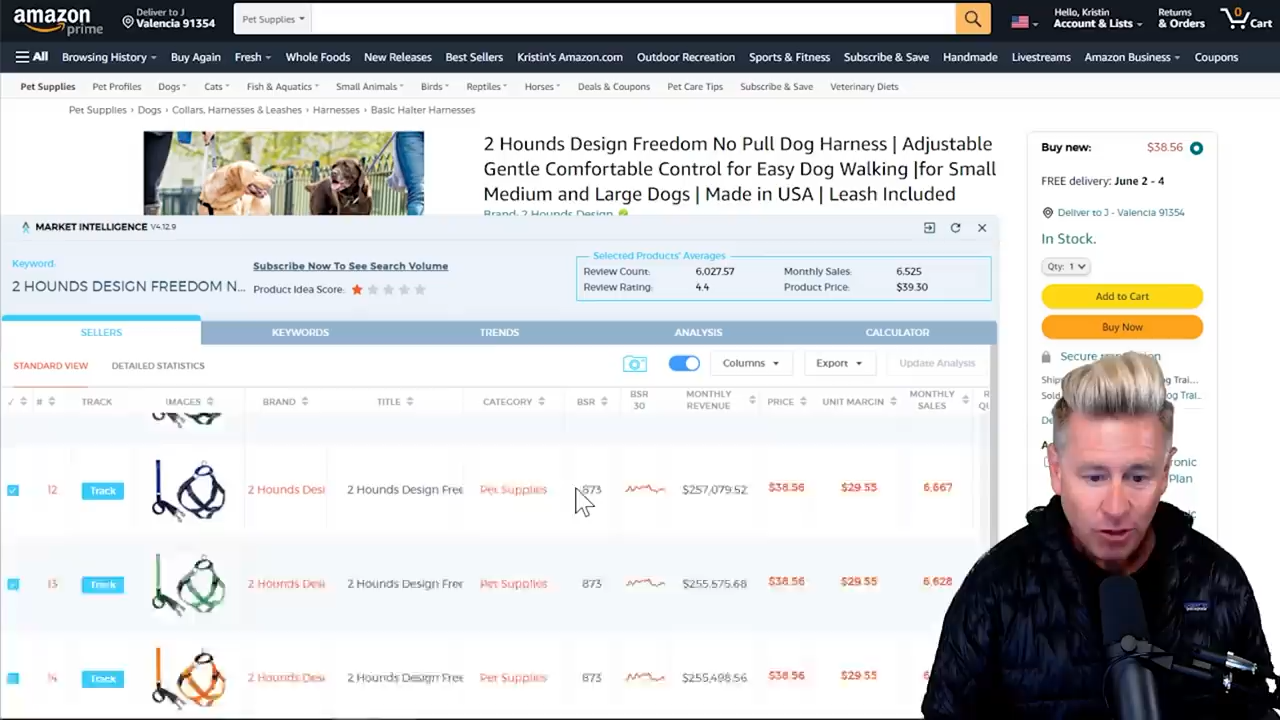 amazon
prime
Deliver to J
Valencia 91354
Pet Supplies
Hello, Kristin
Account & Lists
Returns
& Orders
0
Cart
All
Browsing History
Buy Again
Fresh
Whole Foods
New Releases
Best Sellers
Kristin's Amazon.com
Outdoor Recreation
Sports & Fitness
Subscribe & Save
Handmade
Livestreams
Amazon Business
Coupons
Pet Supplies
Pet Profiles
Dogs
Cats
Fish & Aquatics
Small Animals
Birds
Reptiles
Horses
Deals & Coupons
Pet Care Tips
Subscribe & Save
Veterinary Diets
Pet Supplies › Dogs › Collars, Harnesses & Leashes › Harnesses › Basic Halter Harnesses
2 Hounds Design Freedom No Pull Dog Harness | Adjustable
Gentle Comfortable Control for Easy Dog Walking |for Small
Medium and Large Dogs | Made in USA | Leash Included
Brand: 2 Hounds Design
Buy new:
$38.56
FREE delivery: June 2 - 4
Deliver to J - Valencia 91354
In Stock.
Qty: 1
Add to Cart
Buy Now
Secure
MARKET INTELLIGENCE V4.12.9
Keyword:
2 HOUNDS DESIGN FREEDOM N...
Subscribe Now To See Search Volume
Product Idea Score:
Selected Products' Averages
Review Count: 6,027.57
Monthly Sales: 6,525
Review Rating: 4.4
Product Price: $39.30
SELLERS
KEYWORDS
TRENDS
ANALYSIS
CALCULATOR
STANDARD VIEW
DETAILED STATISTICS
Columns
Export
Update Analysis
#
TRACK
IMAGES
BRAND
TITLE
CATEGORY
BSR
BSR
30
MONTHLY
REVENUE
PRICE
UNIT MARGIN
MONTHLY
SALES
12 Track 2 Hounds Desi 2 Hounds Design Free Pet Supplies 873 $257,079.52 $38.56 $29.55 6,667
13 Track 2 Hounds Desi 2 Hounds Design Free Pet Supplies 873 $255,575.68 $38.56 $29.55 6,628
14 Track 2 Hounds Desi 2 Hounds Design Free Pet Supplies 873 $255,498.56 $38.56 $29.55